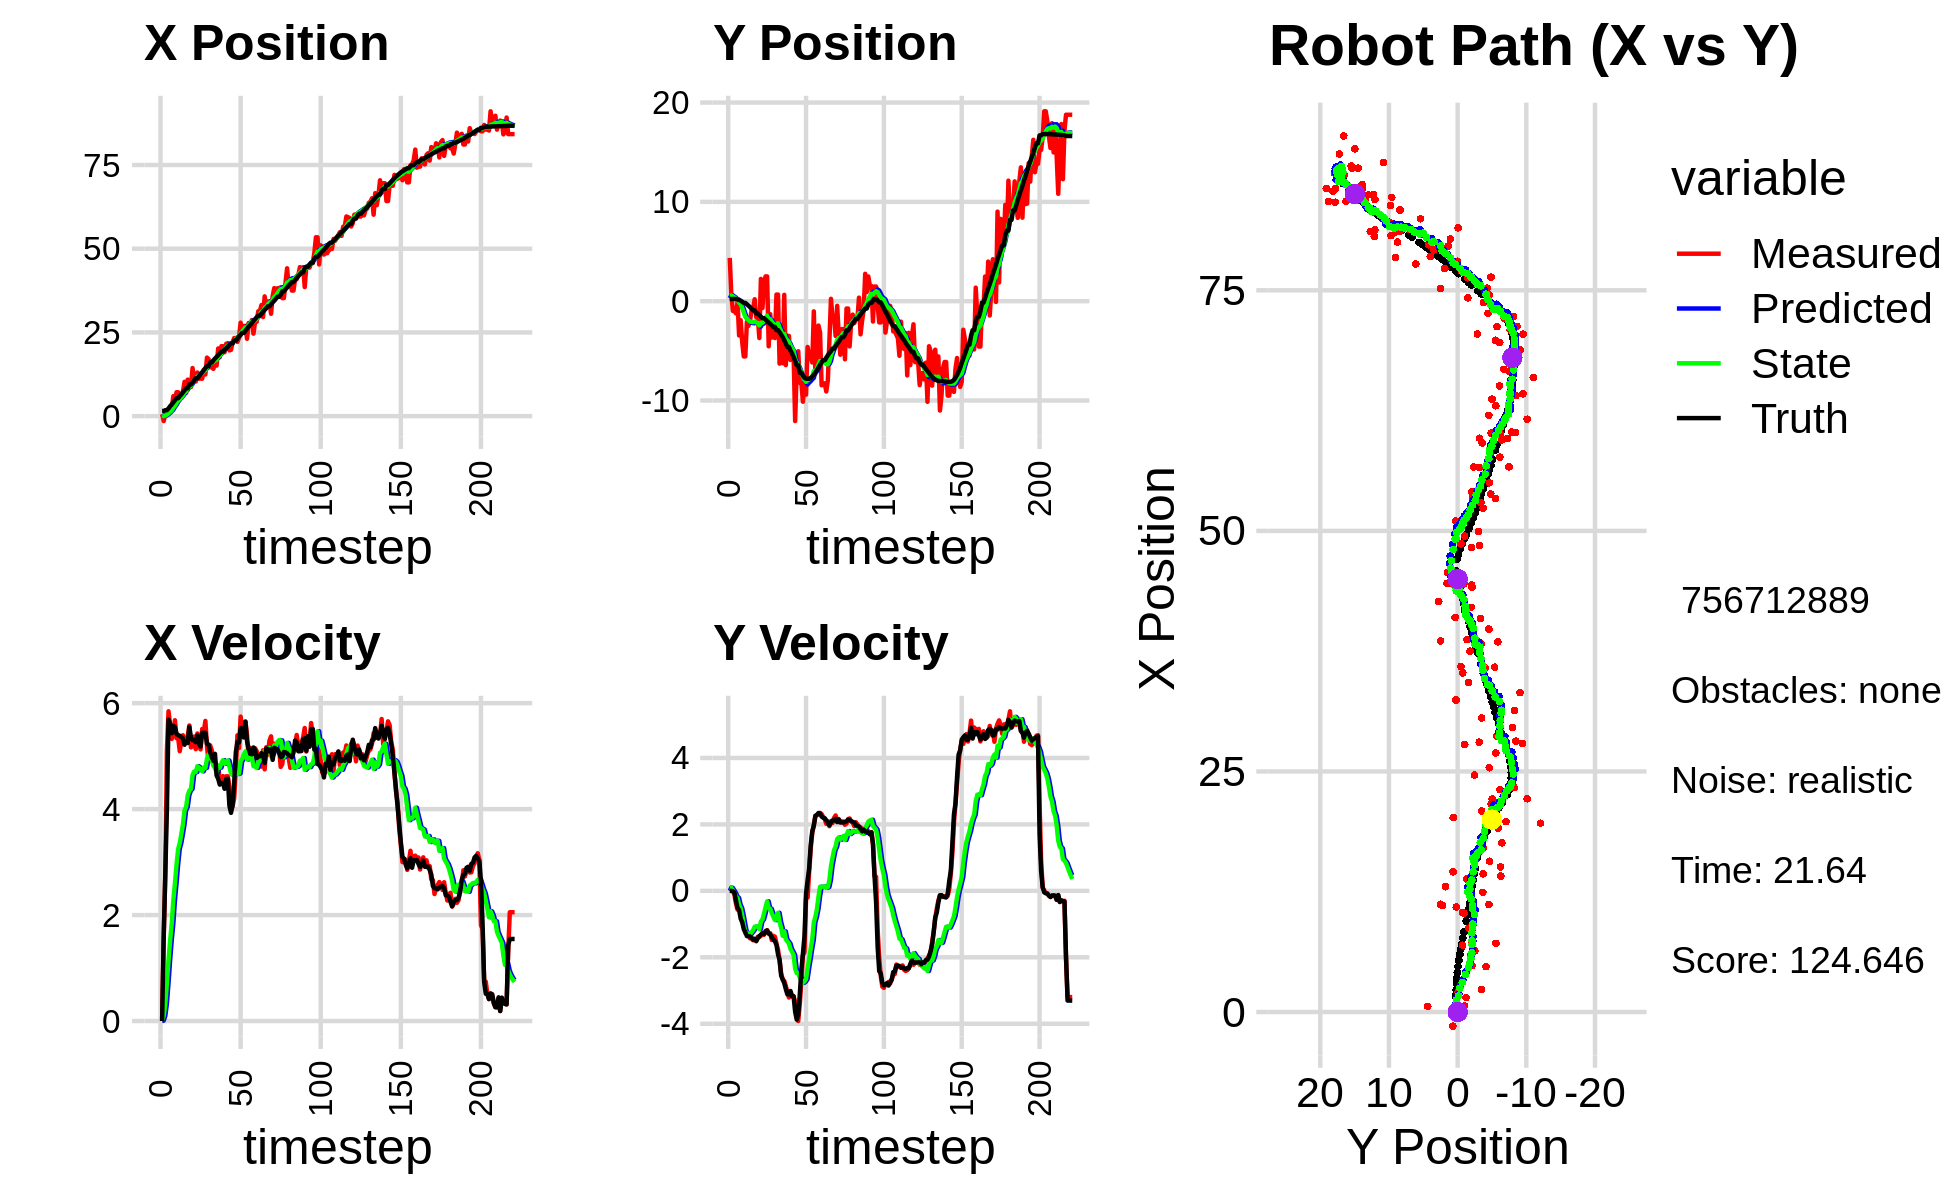 X Position
75
50
25
0
0
50
100
150
200
timestep
Y Position
20
10
0
-10
0
50
100
150
200
timestep
X Velocity
6
4
2
0
0
50
100
150
200
timestep
Y Velocity
4
2
0
-2
-4
0
50
100
150
200
timestep
Robot Path (X vs Y)
X Position
75
50
25
0
20 10 0 -10 -20
Y Position
variable
Measured
Predicted
State
Truth
756712889
Obstacles: none
Noise: realistic
Time: 21.64
Score: 124.646